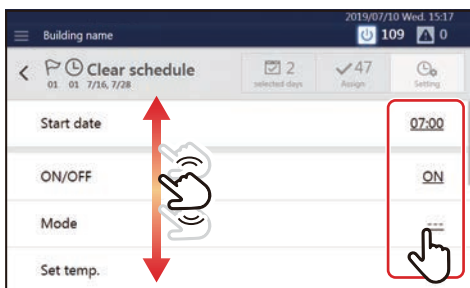 2019/07/10 Wed. 15:17
Building name
109
0
Clear schedule
01 01 7/16, 7/28
2
selected days
47
Assign
Setting
Start date
07:00
ON/OFF
ON
Mode
---
Set temp.